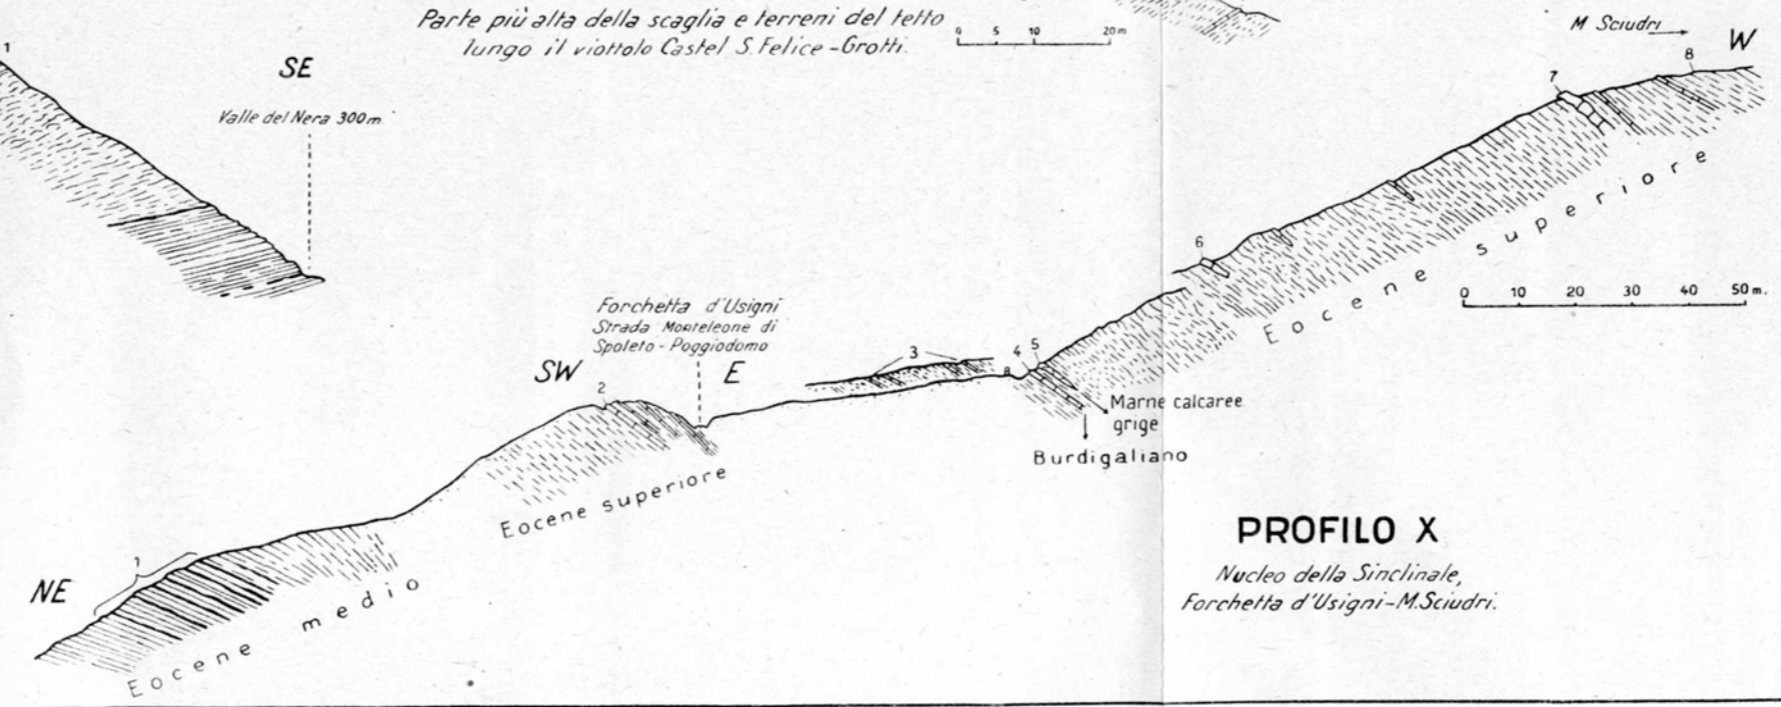 Parte più alta della scaglia e terreni del tetto
lungo il viottolo Castel S. Felice - Grotti.
0 5 10 20 m
M Sciudri
W
1
SE
Valle del Nera 300 m
8
7
6
0 10 20 30 40 50 m.
Eocene superiore
Forchetta d'Usigni
Strada Monteleone di
Spoleto - Poggiodomo
SW
E
2
3
4
5
Marne calcaree
grige
Burdigaliano
Eocene superiore
NE
1
Eocene medio
PROFILO X
Nucleo della Sinclinale,
Forchetta d'Usigni-M.Sciudri.